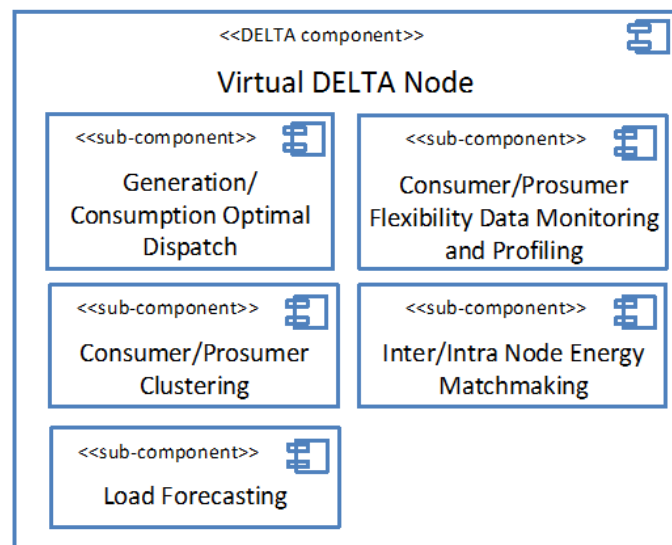 <<DELTA component>>
Virtual DELTA Node
<<sub-component>>
Generation/
Consumption Optimal
Dispatch
<<sub-component>>
Consumer/Prosumer
Flexibility Data Monitoring
and Profiling
<<sub-component>>
Consumer/Prosumer
Clustering
<<sub-component>>
Inter/Intra Node Energy
Matchmaking
<<sub-component>>
Load Forecasting